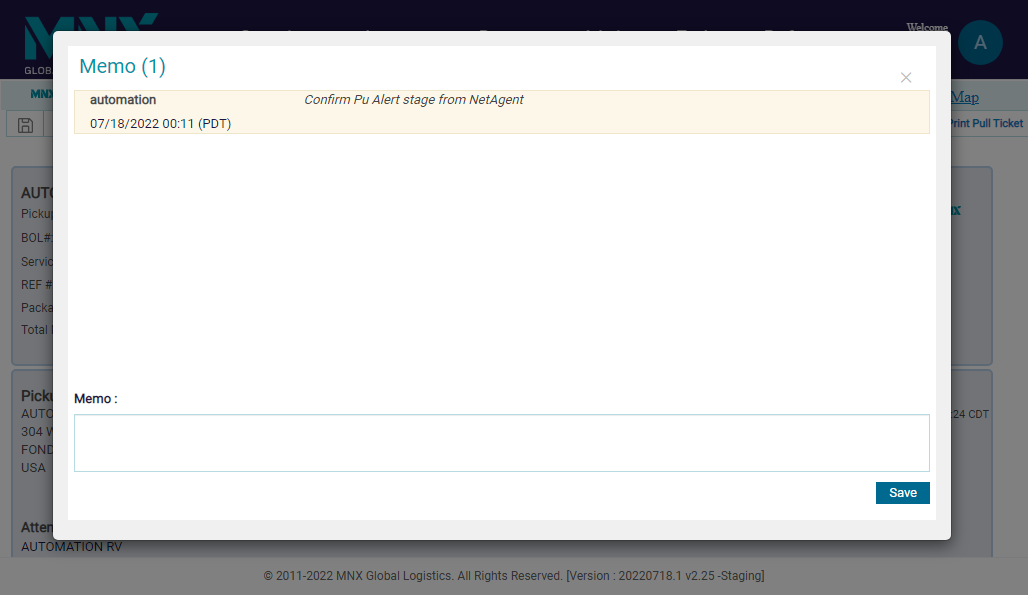 MNX
Welcome
A
GLOB
MNX
Map
Print Pull Ticket
Memo (1)
automation Confirm Pu Alert stage from NetAgent
07/18/2022 00:11 (PDT)
AUTO
Pickup
BOL#:
Servic
REF #
Packa
Total
Memo :
Save
Picku
AUTO
304 W
FOND
USA
:24 CDT
Atten
AUTOMATION RV
© 2011-2022 MNX Global Logistics. All Rights Reserved. [Version : 20220718.1 v2.25 -Staging]